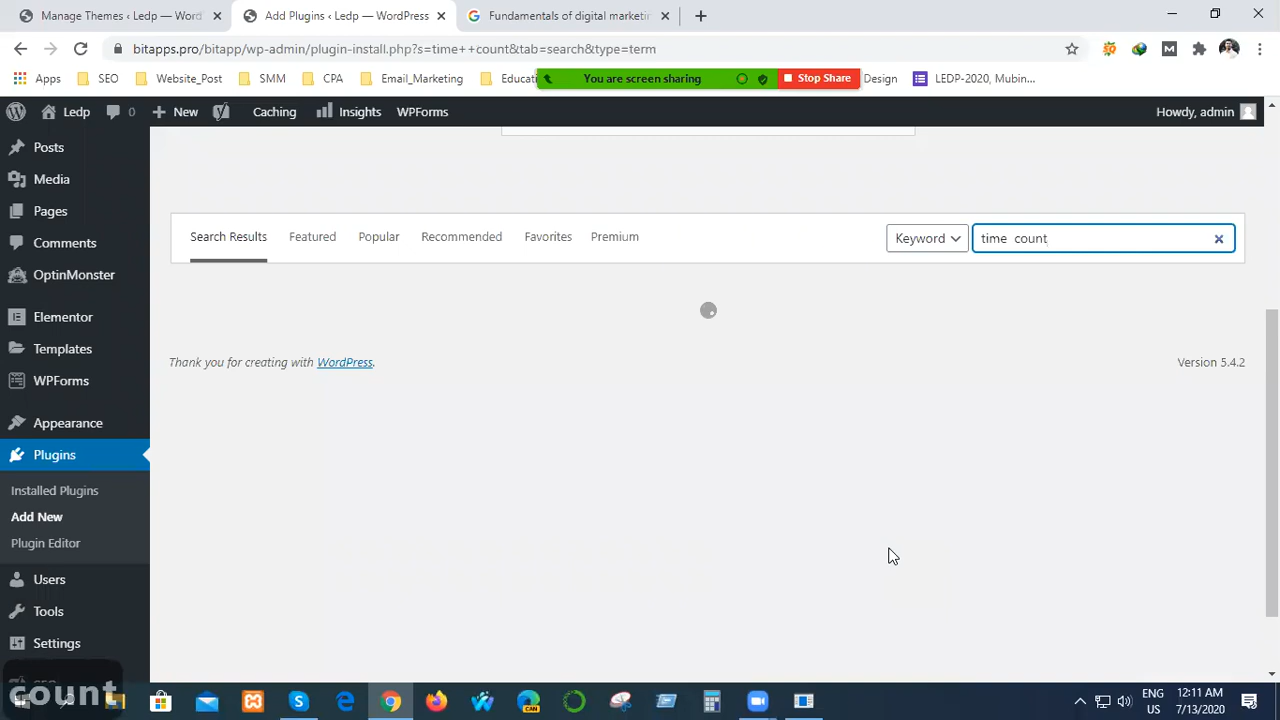 Manage Themes ‹ Ledp — WordP
Add Plugins ‹ Ledp — WordPress
Fundamentals of digital marketin
bitapps.pro/bitapp/wp-admin/plugin-install.php?s=time++count&tab=search&type=term
Apps
SEO
Website_Post
SMM
CPA
Email_Marketing
Educati
You are screen sharing
Stop Share
Design
LEDP-2020, Mubin...
Ledp
0
New
Caching
Insights
WPForms
Howdy, admin
Posts
Media
Pages
Comments
OptinMonster
Elementor
Templates
WPForms
Appearance
Plugins
Installed Plugins
Add New
Plugin Editor
Users
Tools
Settings
Search Results
Featured
Popular
Recommended
Favorites
Premium
Keyword
time  count
Thank you for creating with WordPress.
Version 5.4.2
count
CAN
ENG
US
12:11 AM
7/13/2020